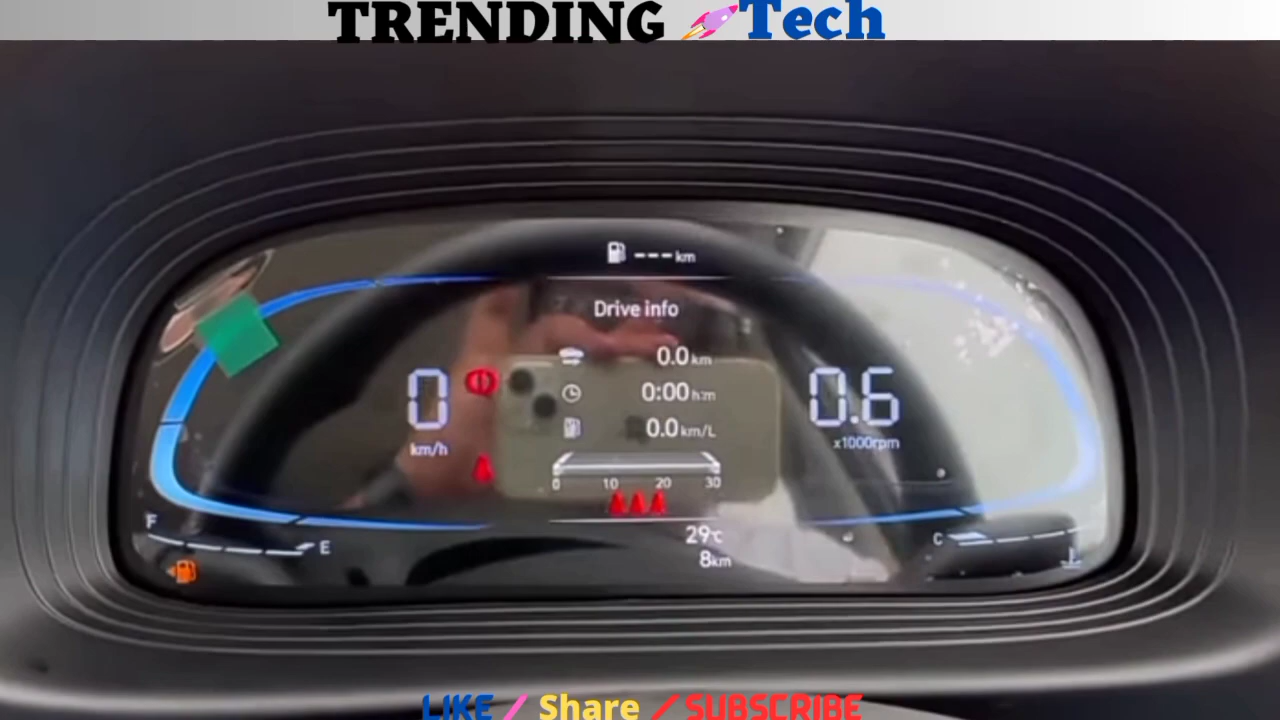 TRENDING Tech
--- km
Drive info
0.0 km
0:00 h:m
0.0 km/L
0 10 20 30
0
km/h
0.6
x1000rpm
F E
C
29°c
8km
LIKE / Share / SUBSCRIBE